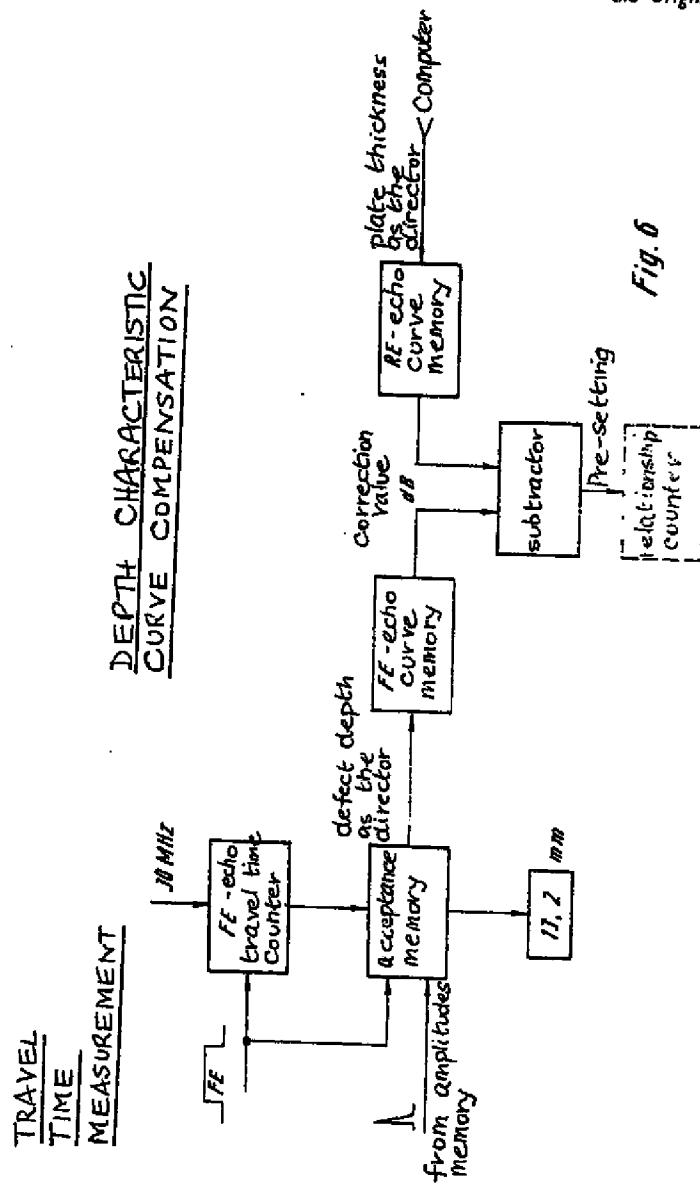 TRAVEL
TIME
MEASUREMENT
DEPTH CHARACTERISTIC
CURVE COMPENSATION
FE
MHz
FE-echo
travel time
counter
from amplitudes
memory
acceptance
memory
mm
defect depth
as the
director
FE-echo
curve
memory
correction
value
dB
RE-echo
curve
memory
plate thickness
as the
director
Computer
subtractor
Pre-setting
relationship
counter
Fig. 6